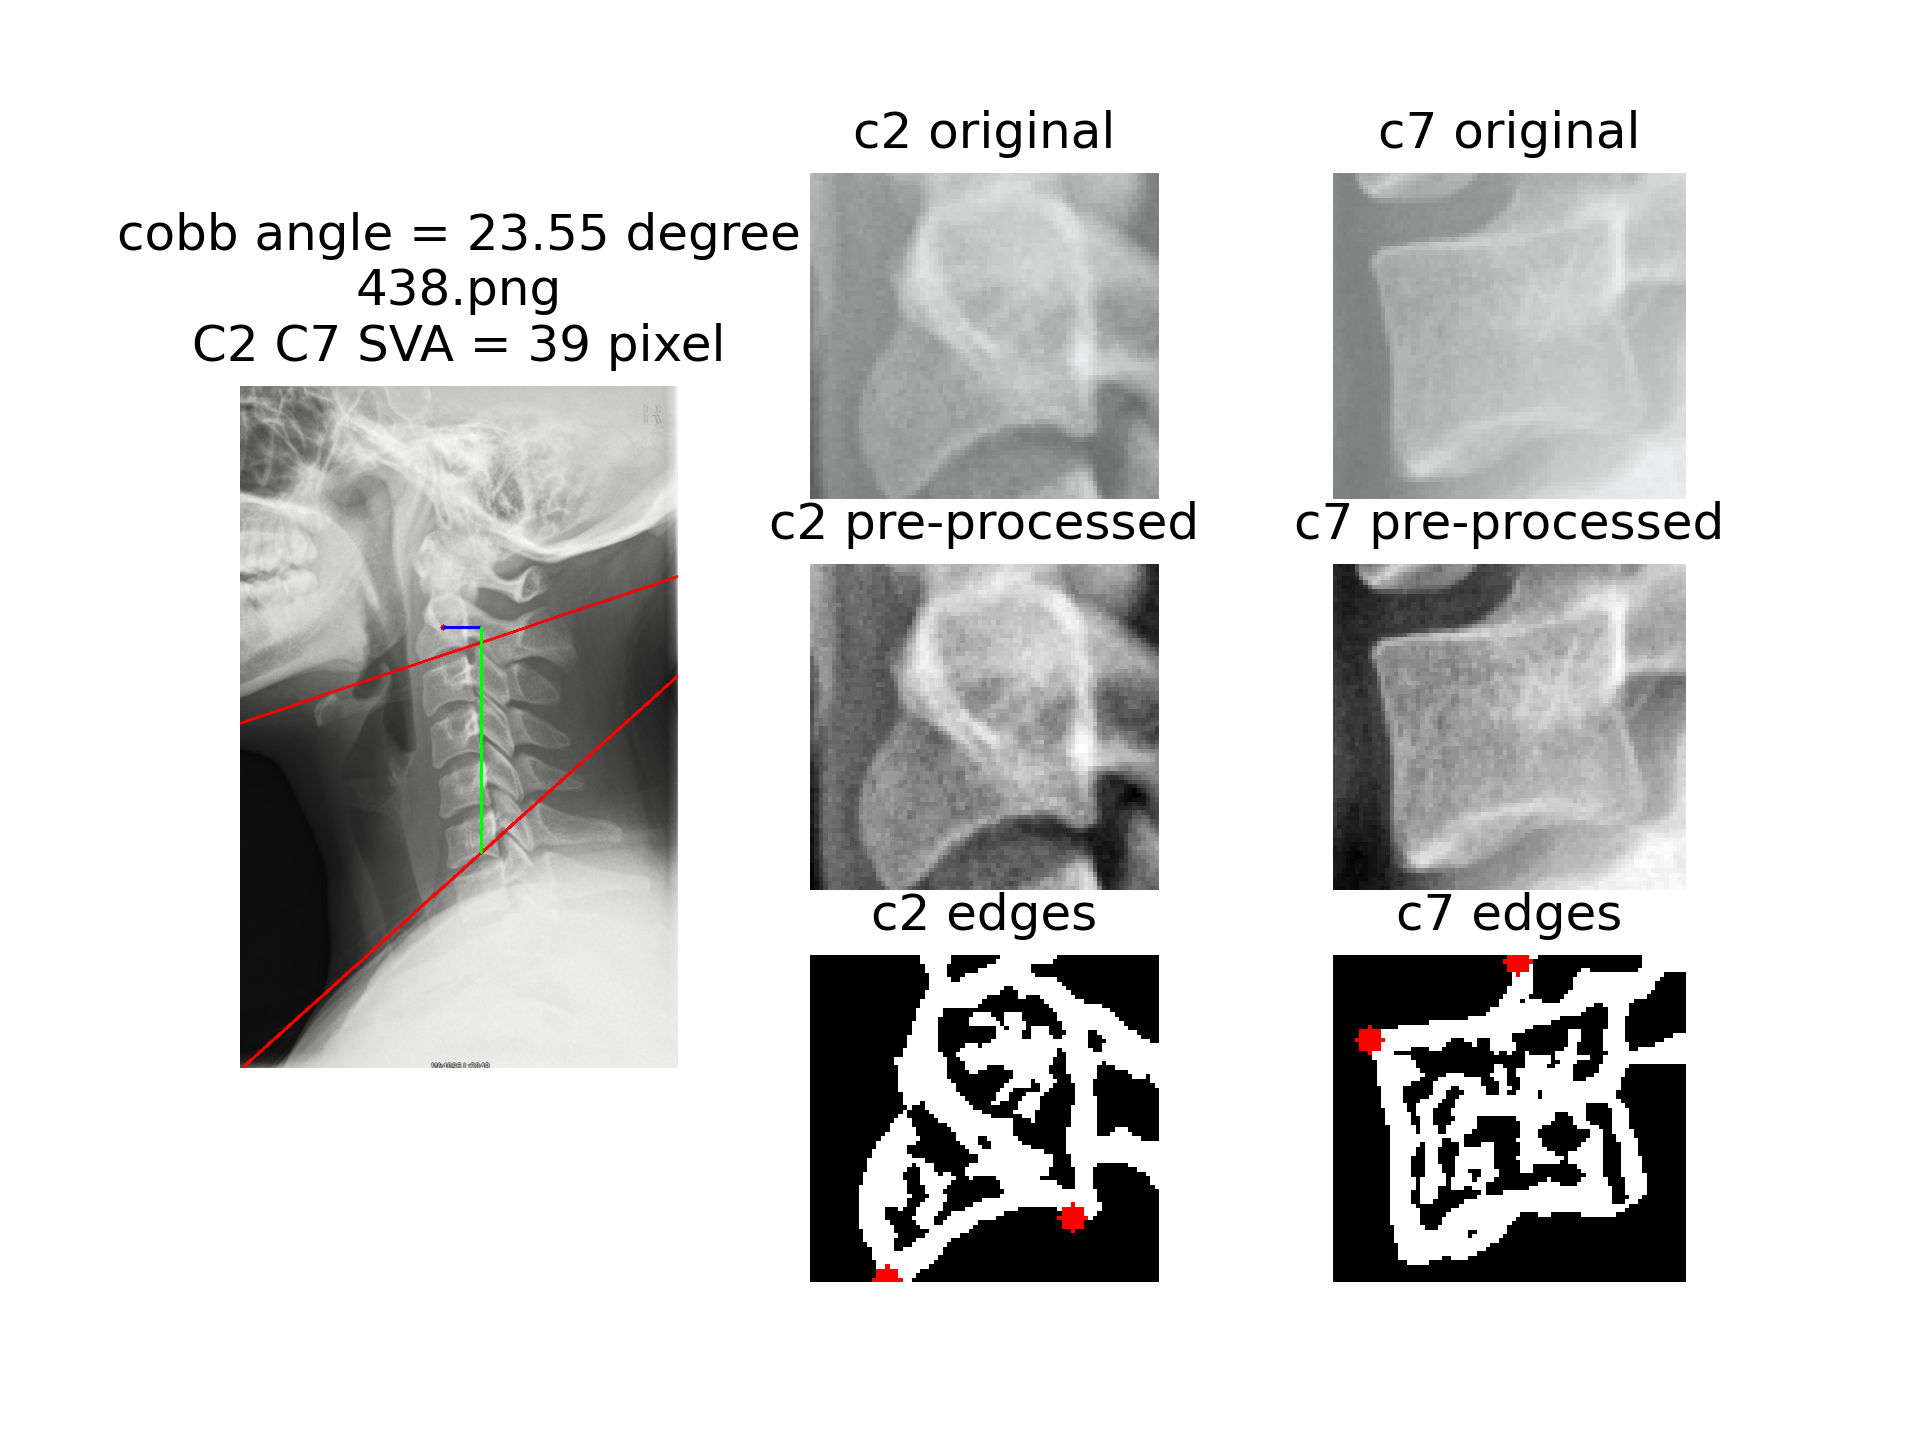 cobb angle = 23.55 degree
438.png
C2 C7 SVA = 39 pixel
c2 original
c7 original
c2 pre-processed
c7 pre-processed
c2 edges
c7 edges